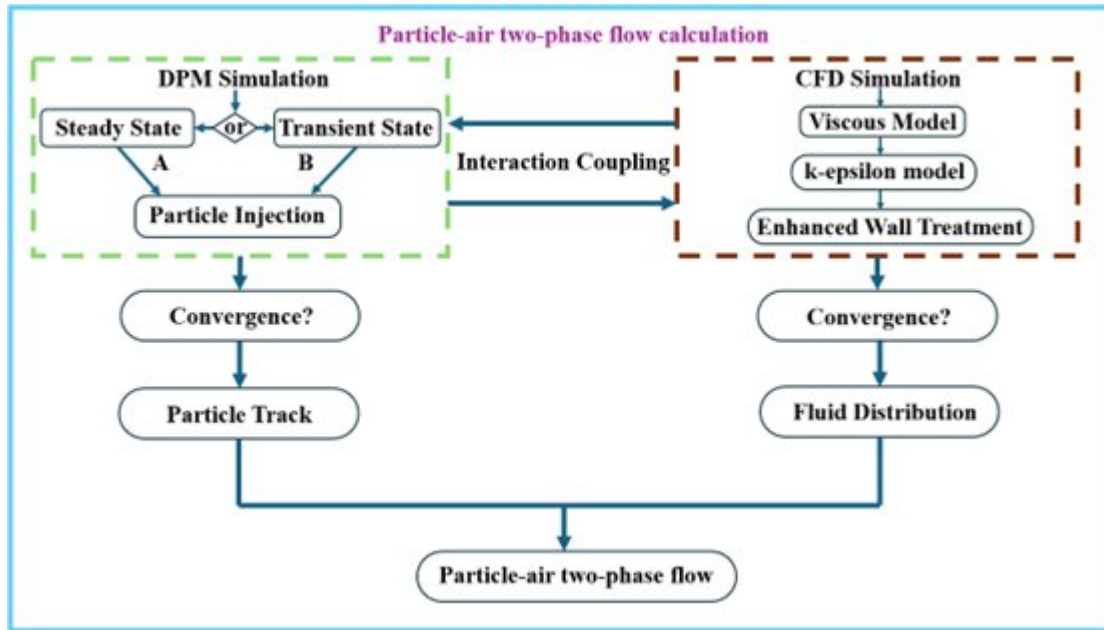 Particle-air two-phase flow calculation
DPM Simulation
Steady State
or
Transient State
A
B
Particle Injection
Interaction Coupling
CFD Simulation
Viscous Model
k-epsilon model
Enhanced Wall Treatment
Convergence?
Convergence?
Particle Track
Fluid Distribution
Particle-air two-phase flow